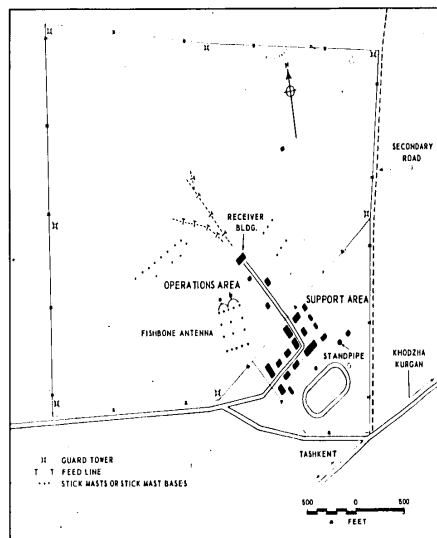 SECONDARY
ROAD
RECEIVER
BLDG.
OPERATIONS AREA
SUPPORT AREA
FISHBONE ANTENNA
STANDPIPE
KHODZHA
KURGAN
TASHKENT
GUARD TOWER
T T FEED LINE
STICK MASTS OR STICK MAST BASES
500 0 500
FEET